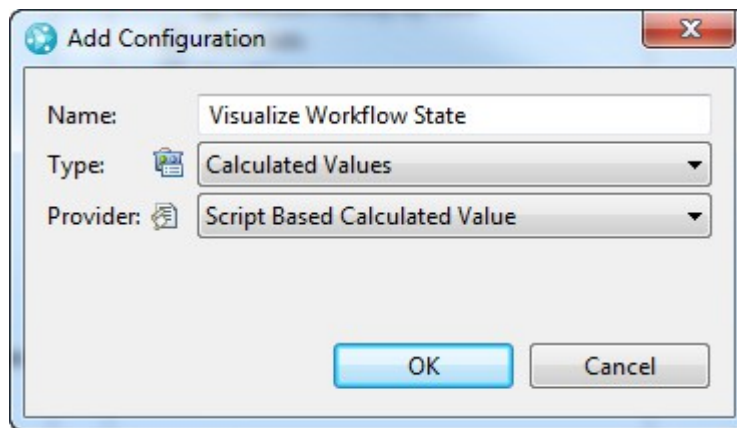 Add Configuration
Name: Visualize Workflow State
Type: Calculated Values
Provider: Script Based Calculated Value
OK Cancel